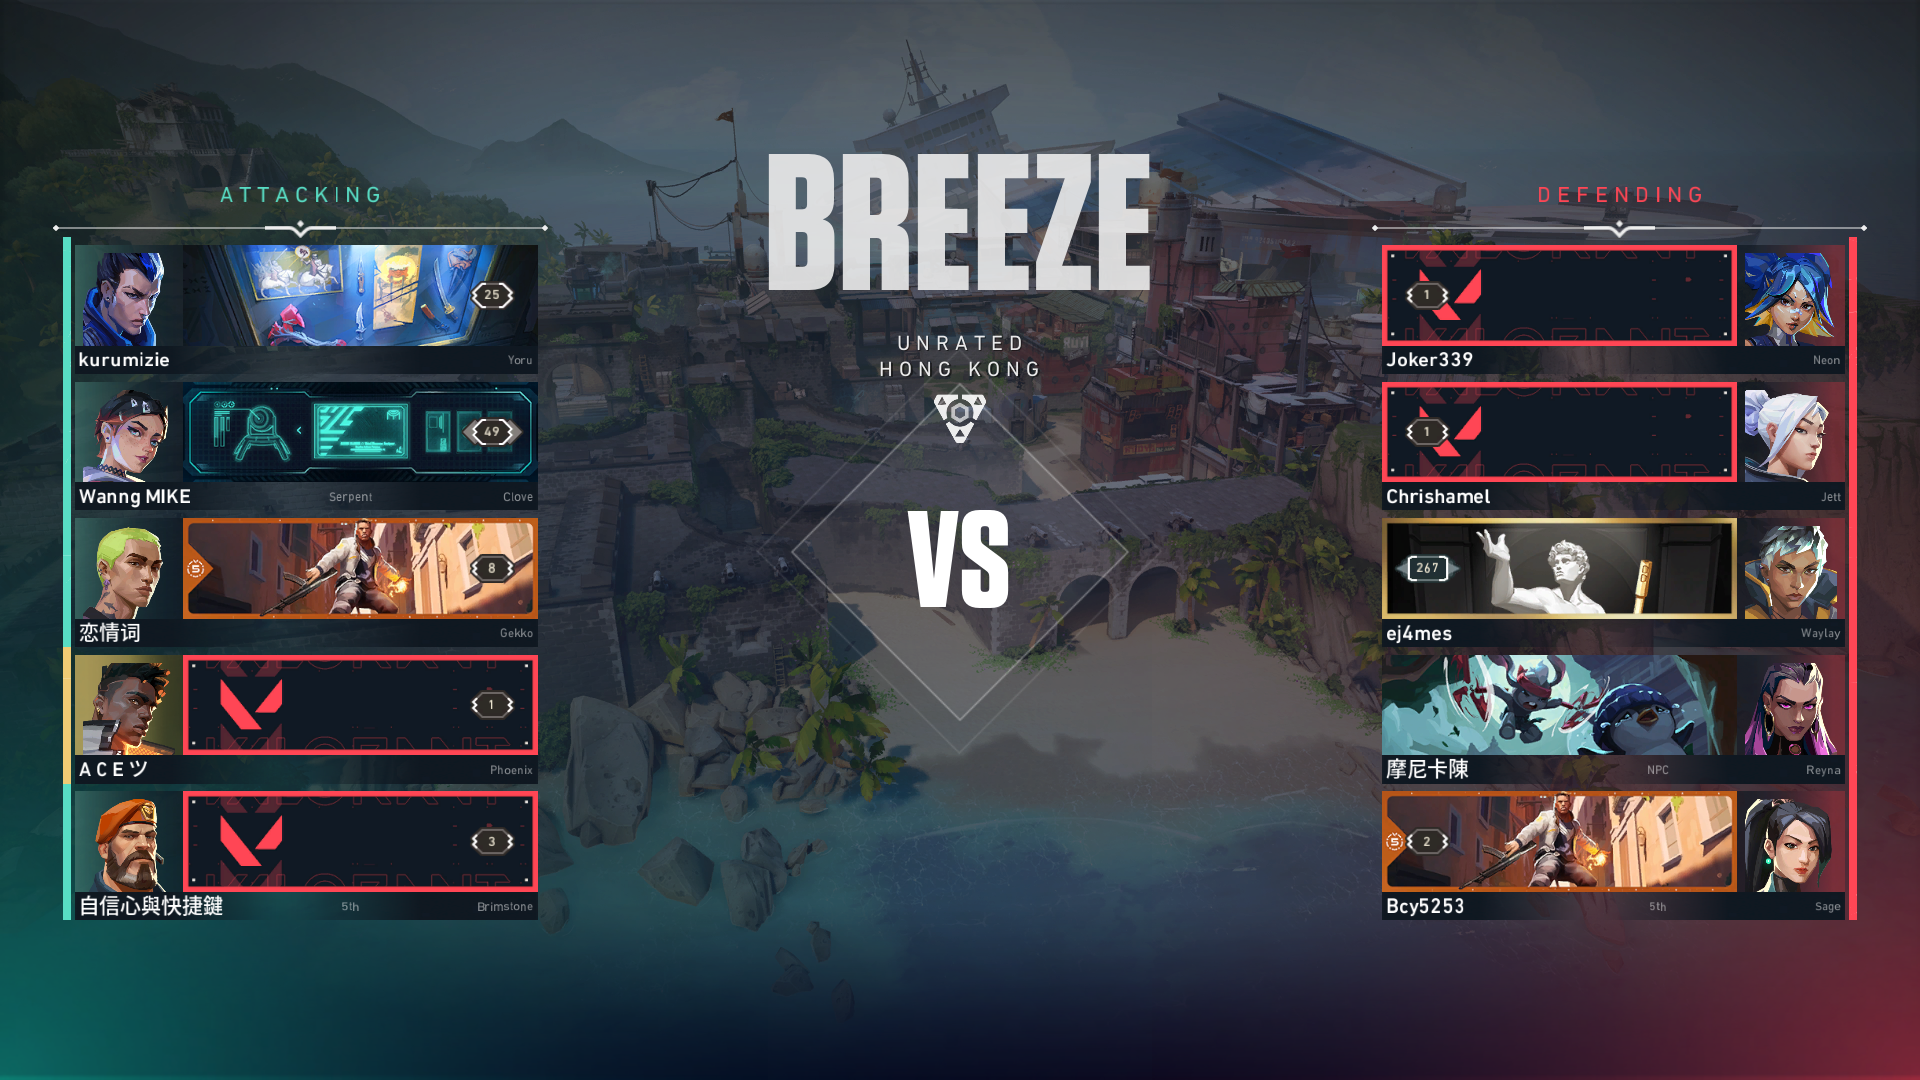 BREEZE
UNRATED
HONG KONG
VS
ATTACKING
25
kurumizie Yoru
49
Wanng MIKE Serpent Clove
5 8
恋情词 Gekko
1
A C E ツ Phoenix
3
自信心與快捷鍵 5th Brimstone
DEFENDING
1
Joker339 Neon
1
Chrishamel Jett
267
ej4mes Waylay
摩尼卡陳 NPC Reyna
5 2
Bcy5253 5th Sage